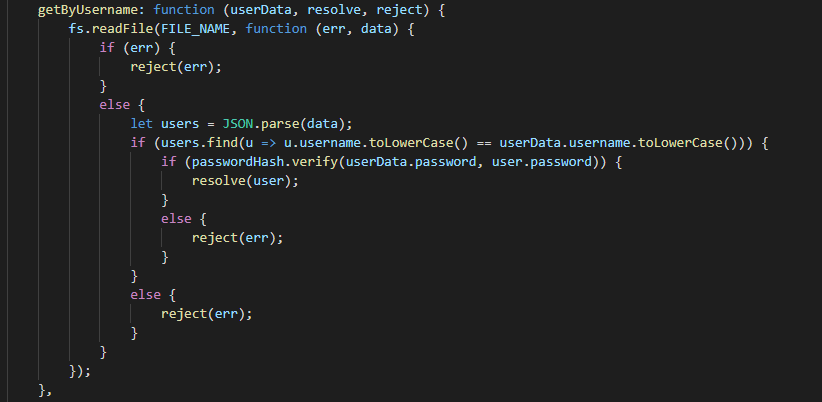 getByUsername: function (userData, resolve, reject) {
    fs.readFile(FILE_NAME, function (err, data) {
        if (err) {
            reject(err);
        }
        else {
            let users = JSON.parse(data);
            if (users.find(u => u.username.toLowerCase() == userData.username.toLowerCase())) {
                if (passwordHash.verify(userData.password, user.password)) {
                    resolve(user);
                }
                else {
                    reject(err);
                }
            }
            else {
                reject(err);
            }
        }
    });
},